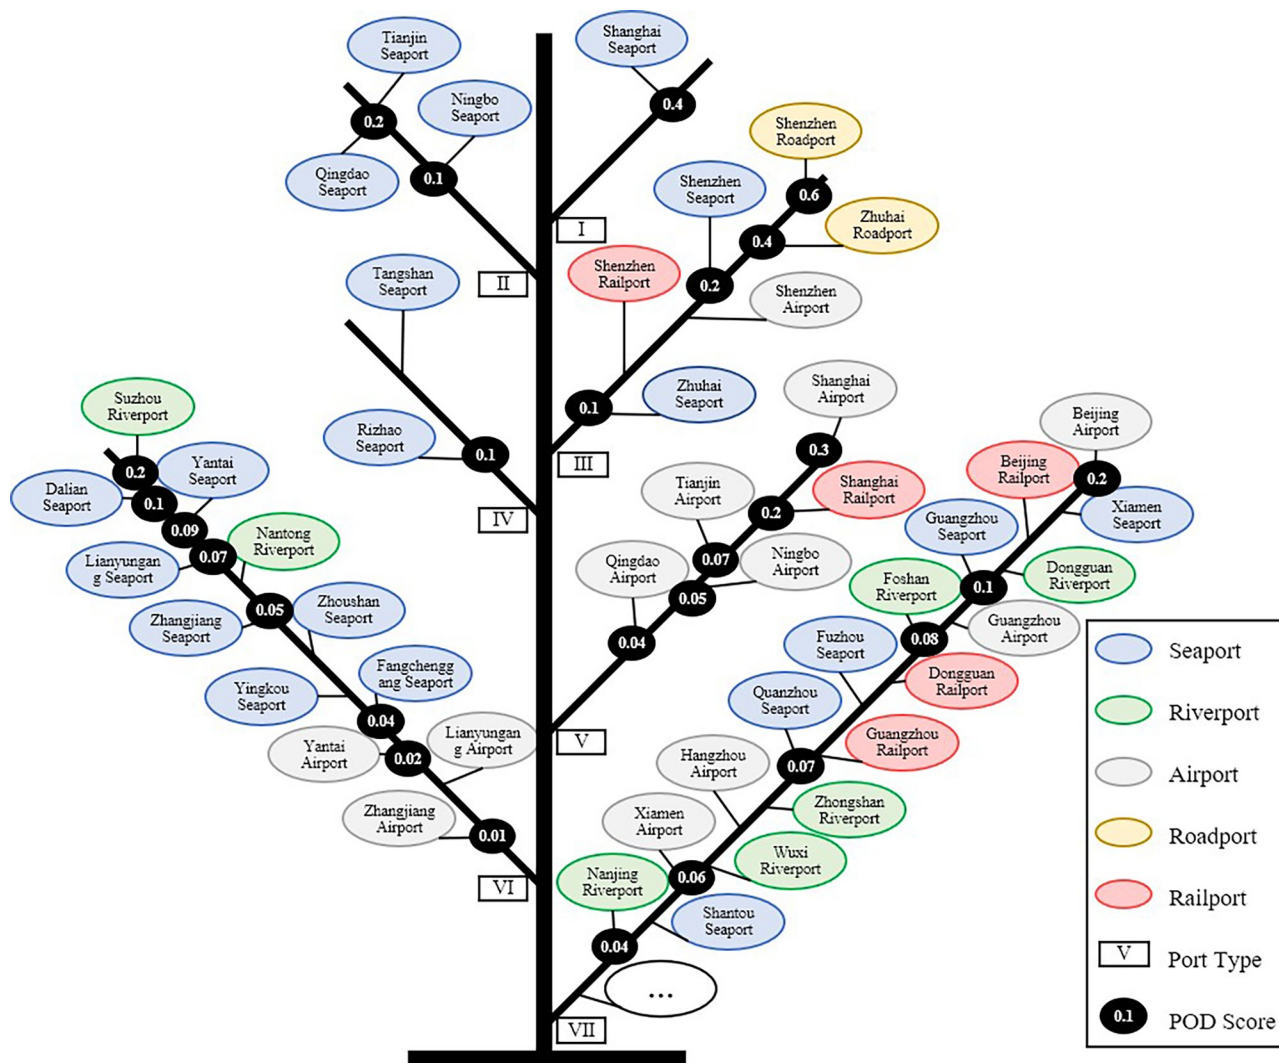 Tianjin
Seaport
0.2
Ningbo
Seaport
Qingdao
Seaport
0.1
II
Shanghai
Seaport
0.4
I
Shenzhen
Roadport
0.6
Shenzhen
Seaport
Zhuhai
Roadport
0.4
Shenzhen
Railport
0.2
Shenzhen
Airport
0.1
Zhuhai
Seaport
III
Tangshan
Seaport
Rizhao
Seaport
0.1
IV
Shanghai
Airport
0.3
Tianjin
Airport
0.2
Shanghai
Railport
Qingdao
Airport
0.07
Ningbo
Airport
0.05
0.04
V
Suzhou
Riverport
0.2
Yantai
Seaport
Dalian
Seaport
0.1
0.09
Nantong
Riverport
Lianyungan
g Seaport
0.07
Zhangjiang
Seaport
0.05
Zhoushan
Seaport
Yingkou
Seaport
Fangchengg
ang Seaport
0.04
Yantai
Airport
0.02
Lianyungan
g Airport
Zhangjiang
Airport
0.01
VI
Beijing
Airport
0.2
Beijing
Railport
Xiamen
Seaport
Guangzhou
Seaport
Dongguan
Riverport
0.1
Foshan
Riverport
Guangzhou
Airport
0.08
Fuzhou
Seaport
Dongguan
Railport
Quanzhou
Seaport
Guangzhou
Railport
0.07
Hangzhou
Airport
Zhongshan
Riverport
Xiamen
Airport
Wuxi
Riverport
0.06
Nanjing
Riverport
Shantou
Seaport
0.04
...
VII
Seaport
Riverport
Airport
Roadport
Railport
V
Port Type
0.1
POD Score